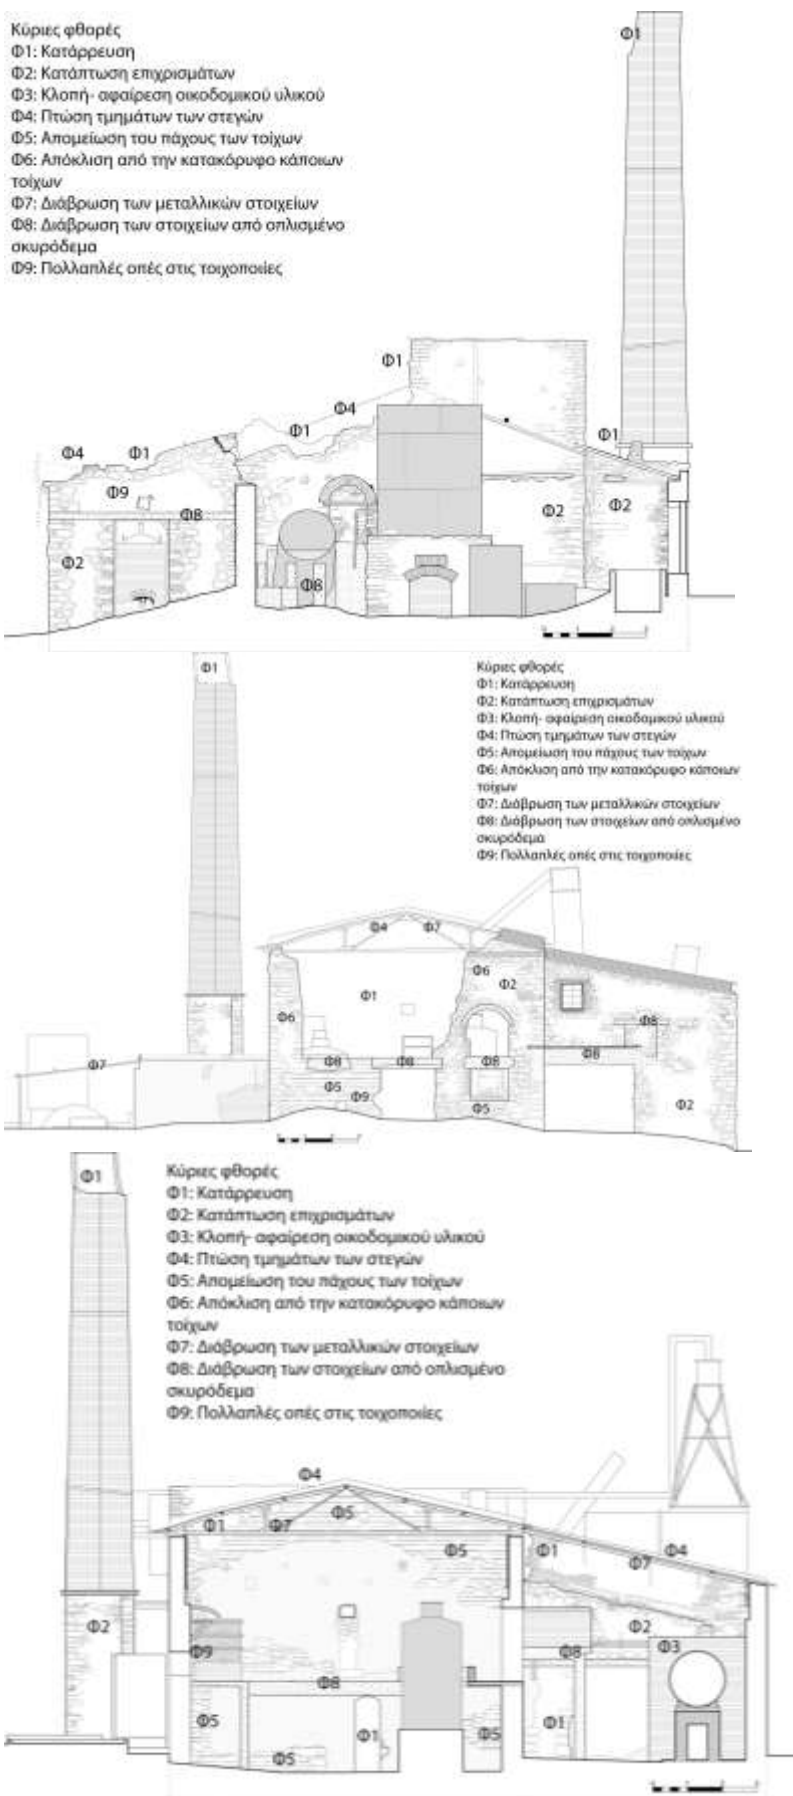 Κύριες φθορές
Φ1: Κατάρρευση
Φ2: Κατάπτωση επιχρισμάτων
Φ3: Κλοπή- αφαίρεση οικοδομικού υλικού
Φ4: Πτώση τμημάτων των στεγών
Φ5: Απομείωση του πάχους των τοίχων
Φ6: Απόκλιση από την κατακόρυφο κάποιων
τοίχων
Φ7: Διάβρωση των μεταλλικών στοιχείων
Φ8: Διάβρωση των στοιχείων από οπλισμένο
σκυρόδεμα
Φ9: Πολλαπλές οπές στις τοιχοποιίες
Φ1
Φ1
Φ4
Φ1
Φ1
Φ4
Φ1
Φ9
Φ8
Φ2
Φ2
Φ2
Φ8
Φ1
Κύριες φθορές
Φ1: Κατάρρευση
Φ2: Κατάπτωση επιχρισμάτων
Φ3: Κλοπή- αφαίρεση οικοδομικού υλικού
Φ4: Πτώση τμημάτων των στεγών
Φ5: Απομείωση του πάχους των τοίχων
Φ6: Απόκλιση από την κατακόρυφο κάποιων
τοίχων
Φ7: Διάβρωση των μεταλλικών στοιχείων
Φ8: Διάβρωση των στοιχείων από οπλισμένο
σκυρόδεμα
Φ9: Πολλαπλές οπές στις τοιχοποιίες
Φ4 Φ7
Φ6
Φ2
Φ1
Φ6
Φ8
Φ7
Φ8 Φ8 Φ8
Φ8
Φ5
Φ9
Φ5
Φ2
Φ1
Κύριες φθορές
Φ1: Κατάρρευση
Φ2: Κατάπτωση επιχρισμάτων
Φ3: Κλοπή- αφαίρεση οικοδομικού υλικού
Φ4: Πτώση τμημάτων των στεγών
Φ5: Απομείωση του πάχους των τοίχων
Φ6: Απόκλιση από την κατακόρυφο κάποιων
τοίχων
Φ7: Διάβρωση των μεταλλικών στοιχείων
Φ8: Διάβρωση των στοιχείων από οπλισμένο
σκυρόδεμα
Φ9: Πολλαπλές οπές στις τοιχοποιίες
Φ4
Φ5
Φ1 Φ7
Φ5
Φ1
Φ7
Φ4
Φ2
Φ2
Φ3
Φ9
Φ8
Φ8
Φ5
Φ1
Φ5
Φ1
Φ5